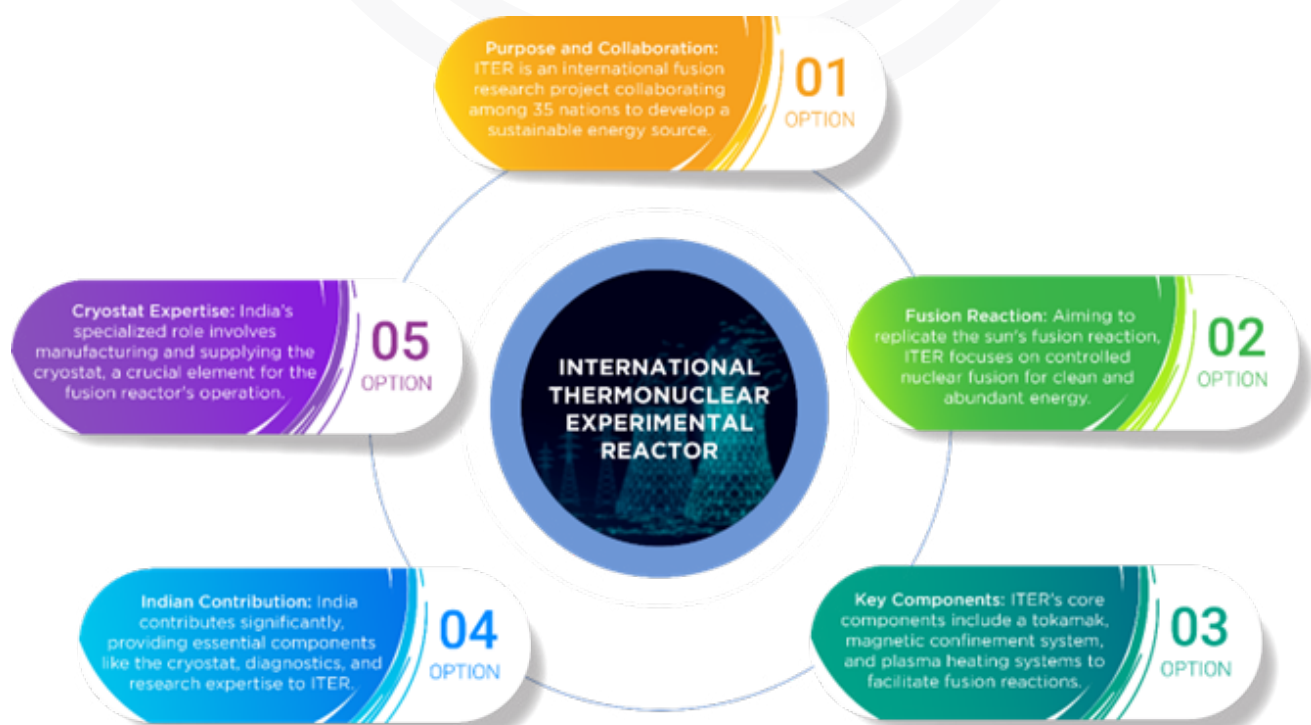 Purpose and Collaboration:
ITER is an international fusion
research project collaborating
among 35 nations to develop a
sustainable energy source.
01
OPTION
Cryostat Expertise: India's
specialized role involves
manufacturing and supplying the
cryostat, a crucial element for the
fusion reactor's operation.
05
OPTION
INTERNATIONAL
THERMONUCLEAR
EXPERIMENTAL
REACTOR
Fusion Reaction: Aiming to
replicate the sun's fusion reaction,
ITER focuses on controlled
nuclear fusion for clean and
abundant energy.
02
OPTION
Indian Contribution: India
contributes significantly,
providing essential components
like the cryostat, diagnostics, and
research expertise to ITER.
04
OPTION
Key Components: ITER's core
components include a tokamak,
magnetic confinement system,
and plasma heating systems to
facilitate fusion reactions.
03
OPTION